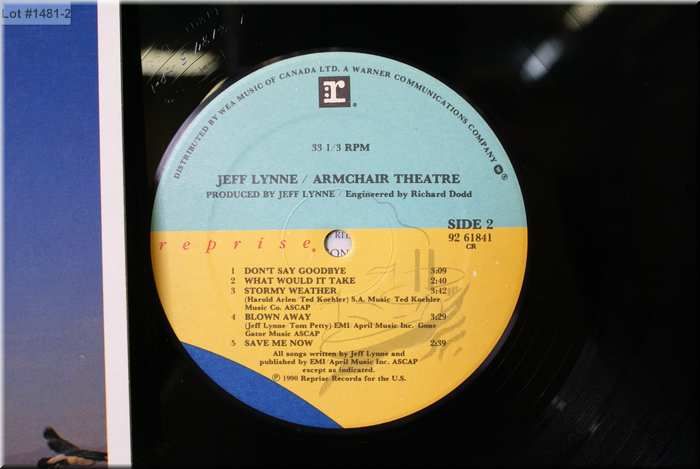 Lot #1481-2
DISTRIBUTED BY WEA MUSIC OF CANADA LTD. A WARNER COMMUNICATIONS COMPANY
r
33 1/3 RPM
JEFF LYNNE / ARMCHAIR THEATRE
PRODUCED BY JEFF LYNNE / Engineered by Richard Dodd
SIDE 2
92 61841
CR
reprise
1 DON'T SAY GOODBYE 3:09
2 WHAT WOULD IT TAKE 2:40
3 STORMY WEATHER 3:42
(Harold Arlen/Ted Koehler) S.A. Music/Ted Koehler
Music Co. ASCAP
4 BLOWN AWAY 3:29
(Jeff Lynne/Tom Petty) EMI April Music Inc./Gone
Gator Music ASCAP
5 SAVE ME NOW 2:39
All songs written by Jeff Lynne and
published by EMI April Music Inc. ASCAP
except as indicated.
℗ 1990 Reprise Records for the U.S.